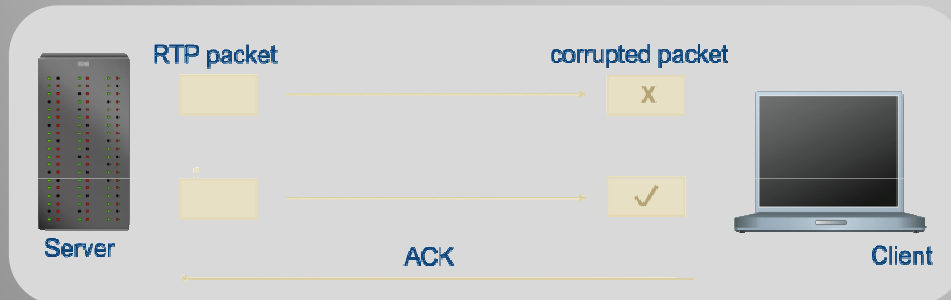 RTP packet
corrupted packet
X
Server
ACK
Client